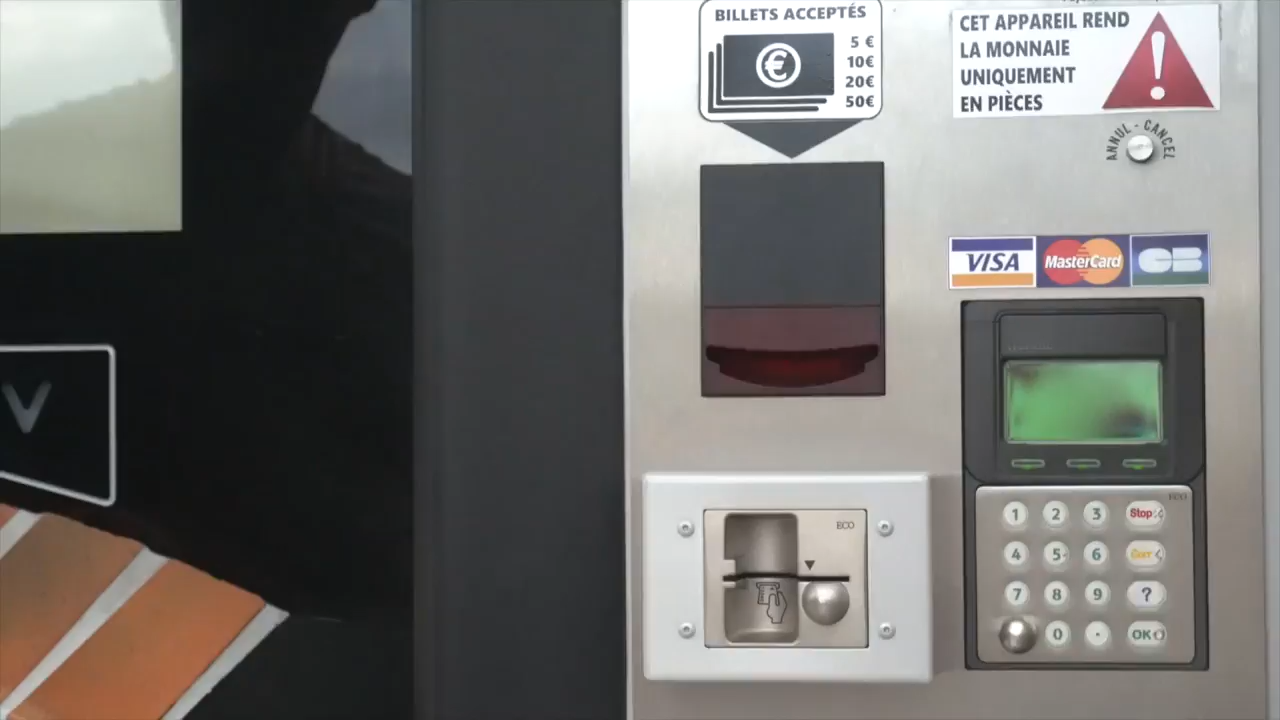 BILLETS ACCEPTÉS
€
5 €
10€
20€
50€
CET APPAREIL REND
LA MONNAIE
UNIQUEMENT
EN PIÈCES
!
ANNUL - CANCEL
VISA
MasterCard
CB
ECO
ECO
1 2 3 Stop
4 5 6 Corr
7 8 9 ?
0 . OK